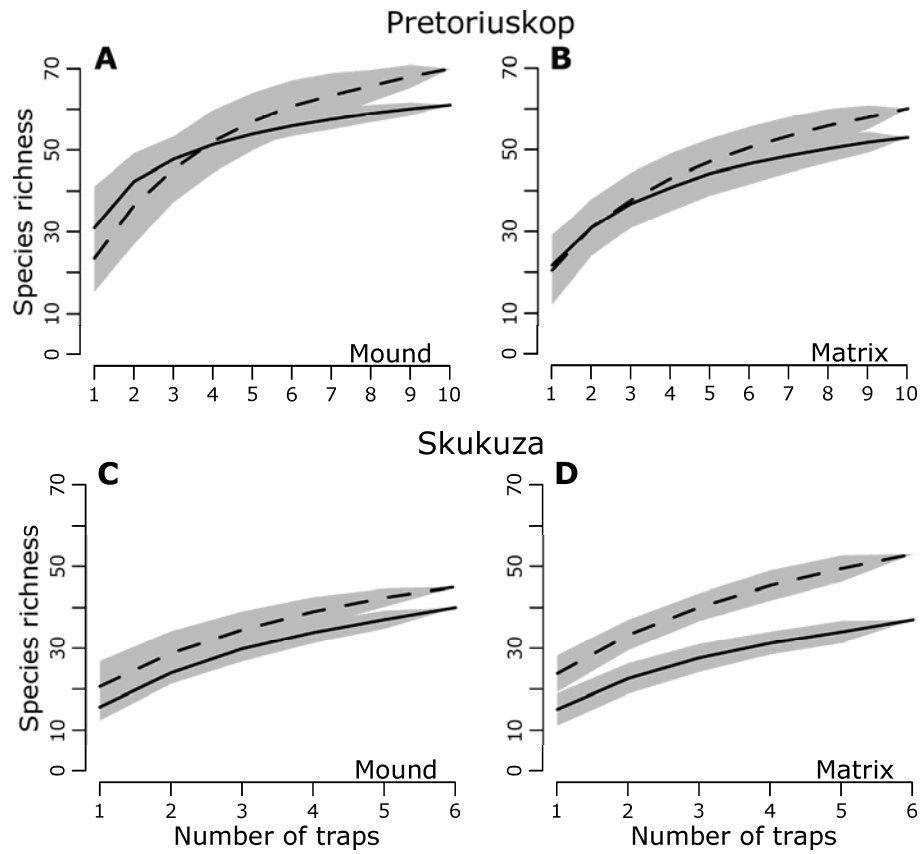 Pretoriuskop
A
B
Species richness
70
50
30
10
0
70
50
30
10
0
Mound
Matrix
1 2 3 4 5 6 7 8 9 10
1 2 3 4 5 6 7 8 9 10
Skukuza
C
D
Species richness
70
50
30
10
0
70
50
30
10
0
Mound
Matrix
1 2 3 4 5 6
1 2 3 4 5 6
Number of traps
Number of traps